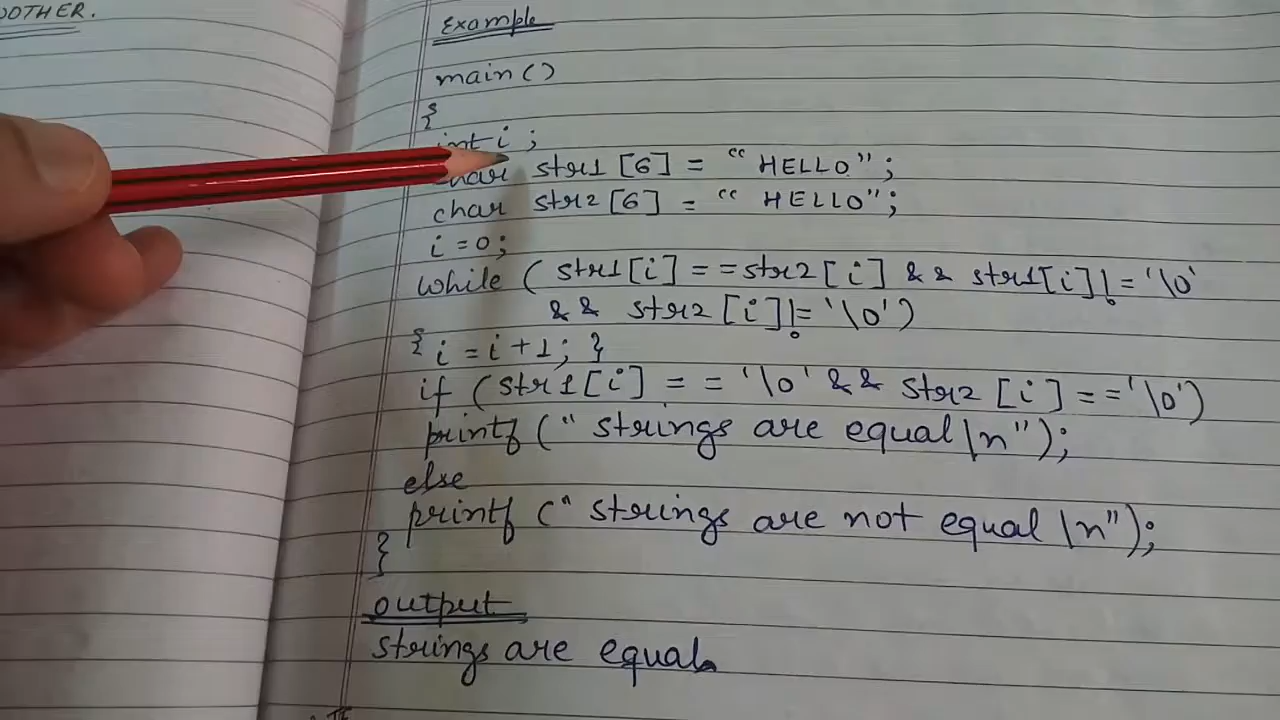 OTHER.
Example
main()
{
int i ;
char str1 [6] = "HELLO";
char str2 [6] = "HELLO";
i = 0;
while ( str1[i] == str2 [i] && str1[i] != '\0'
&& str2 [i] != '\0')
{ i = i + 1; }
if (str1[i] == '\0' && str2 [i] == '\0')
printf (" strings are equal \n");
else
printf (" strings are not equal \n");
}
output
strings are equal.